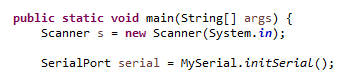 public static void main(String[] args) {
Scanner s = new Scanner(System.in);
SerialPort serial = MySerial.initSerial();